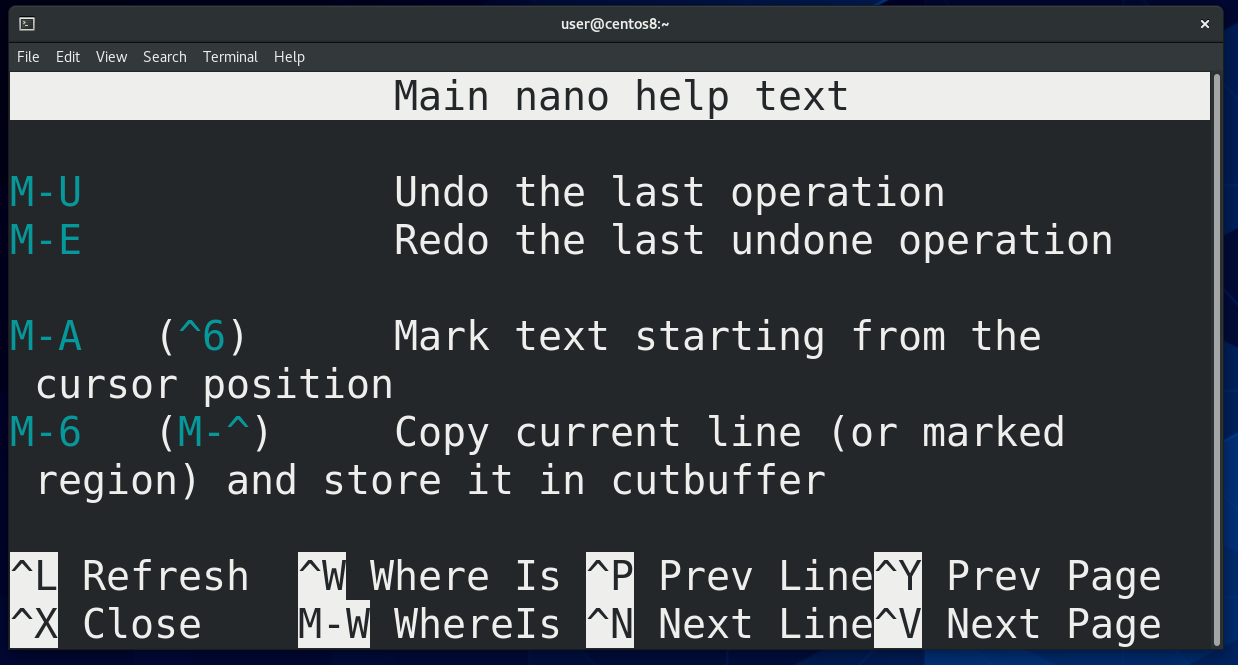 user@centos8:~
File Edit View Search Terminal Help
Main nano help text
M-U Undo the last operation
M-E Redo the last undone operation
M-A (^6) Mark text starting from the
cursor position
M-6 (M-^) Copy current line (or marked
region) and store it in cutbuffer
^L Refresh ^W Where Is ^P Prev Line ^Y Prev Page
^X Close M-W WhereIs ^N Next Line ^V Next Page